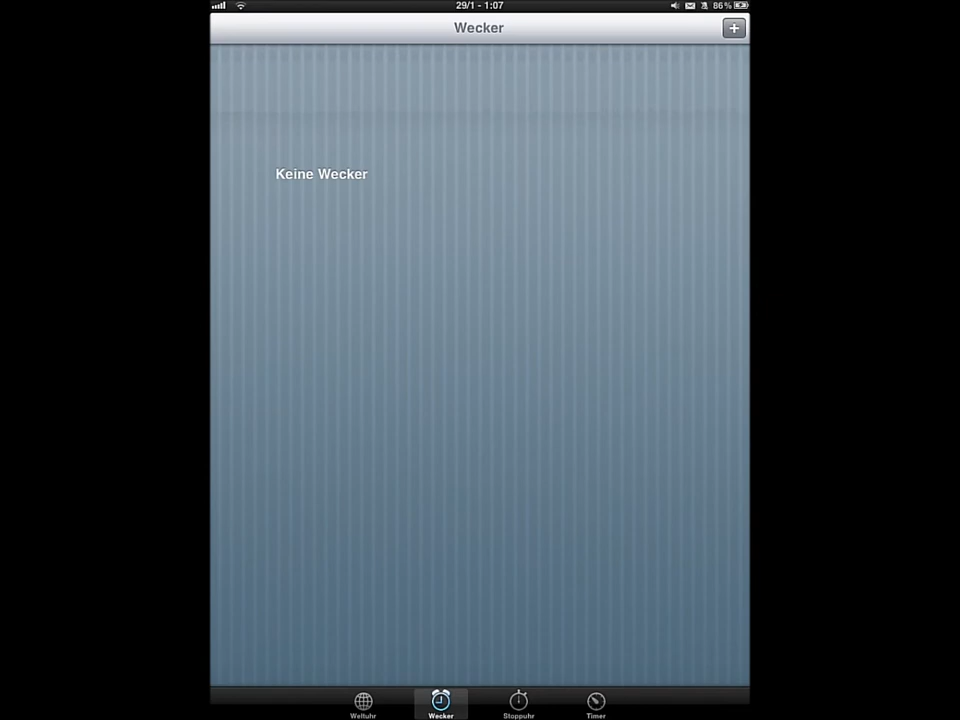 29/1 - 1:07
86%
Wecker
+
Keine Wecker
Weltuhr
Wecker
Stoppuhr
Timer